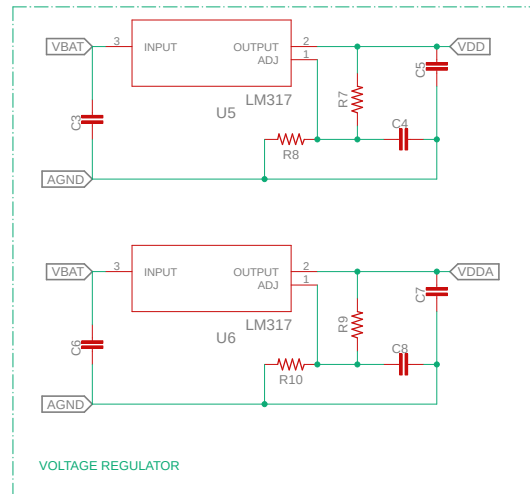 VBAT
3
INPUT
OUTPUT
ADJ
2
1
VDD
C5
R7
LM317
U5
C3
C4
R8
AGND
VBAT
3
INPUT
OUTPUT
ADJ
2
1
VDDA
C7
R9
LM317
U6
C6
C8
R10
AGND
VOLTAGE REGULATOR